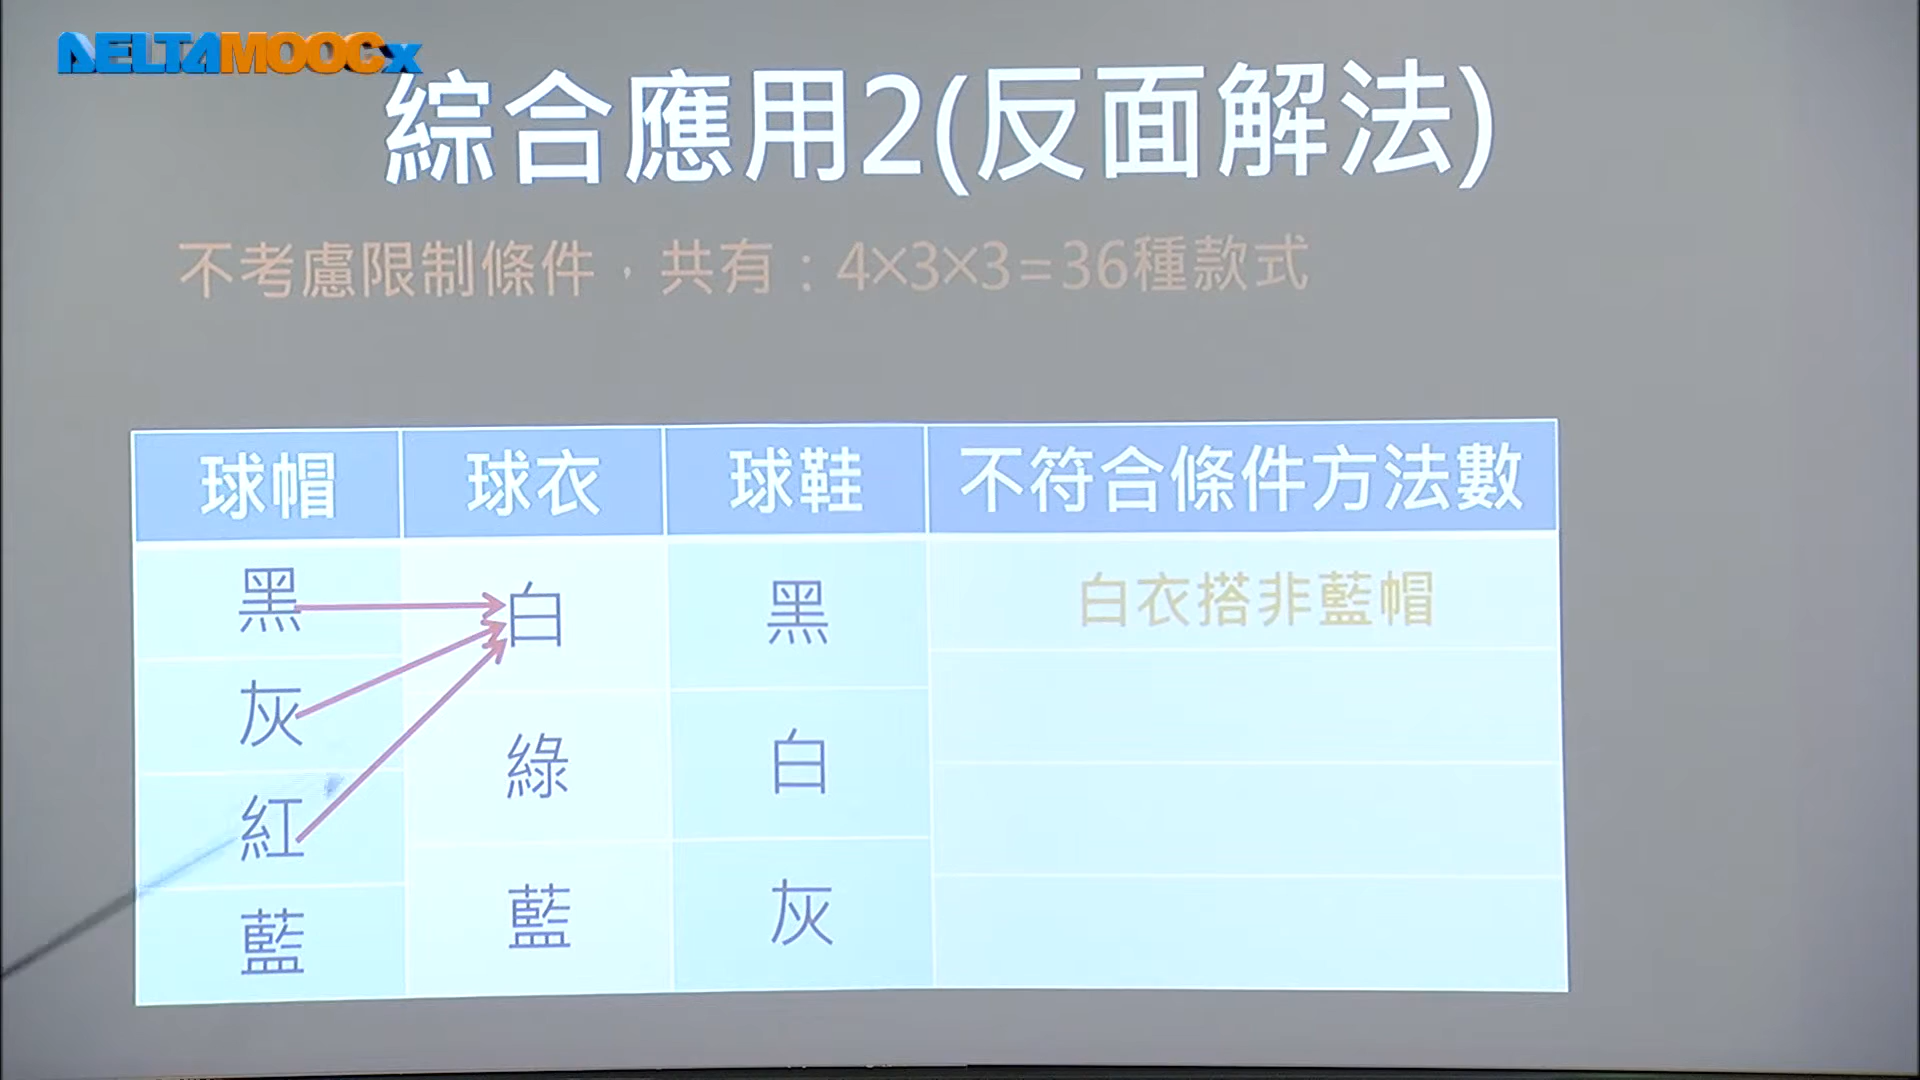 DELTAMOOCx
綜合應用2(反面解法)
不考慮限制條件，共有：4×3×3=36種款式
球帽 球衣 球鞋 不符合條件方法數
黑 白 黑 白衣搭非藍帽
灰 綠 白
紅 藍 灰
藍